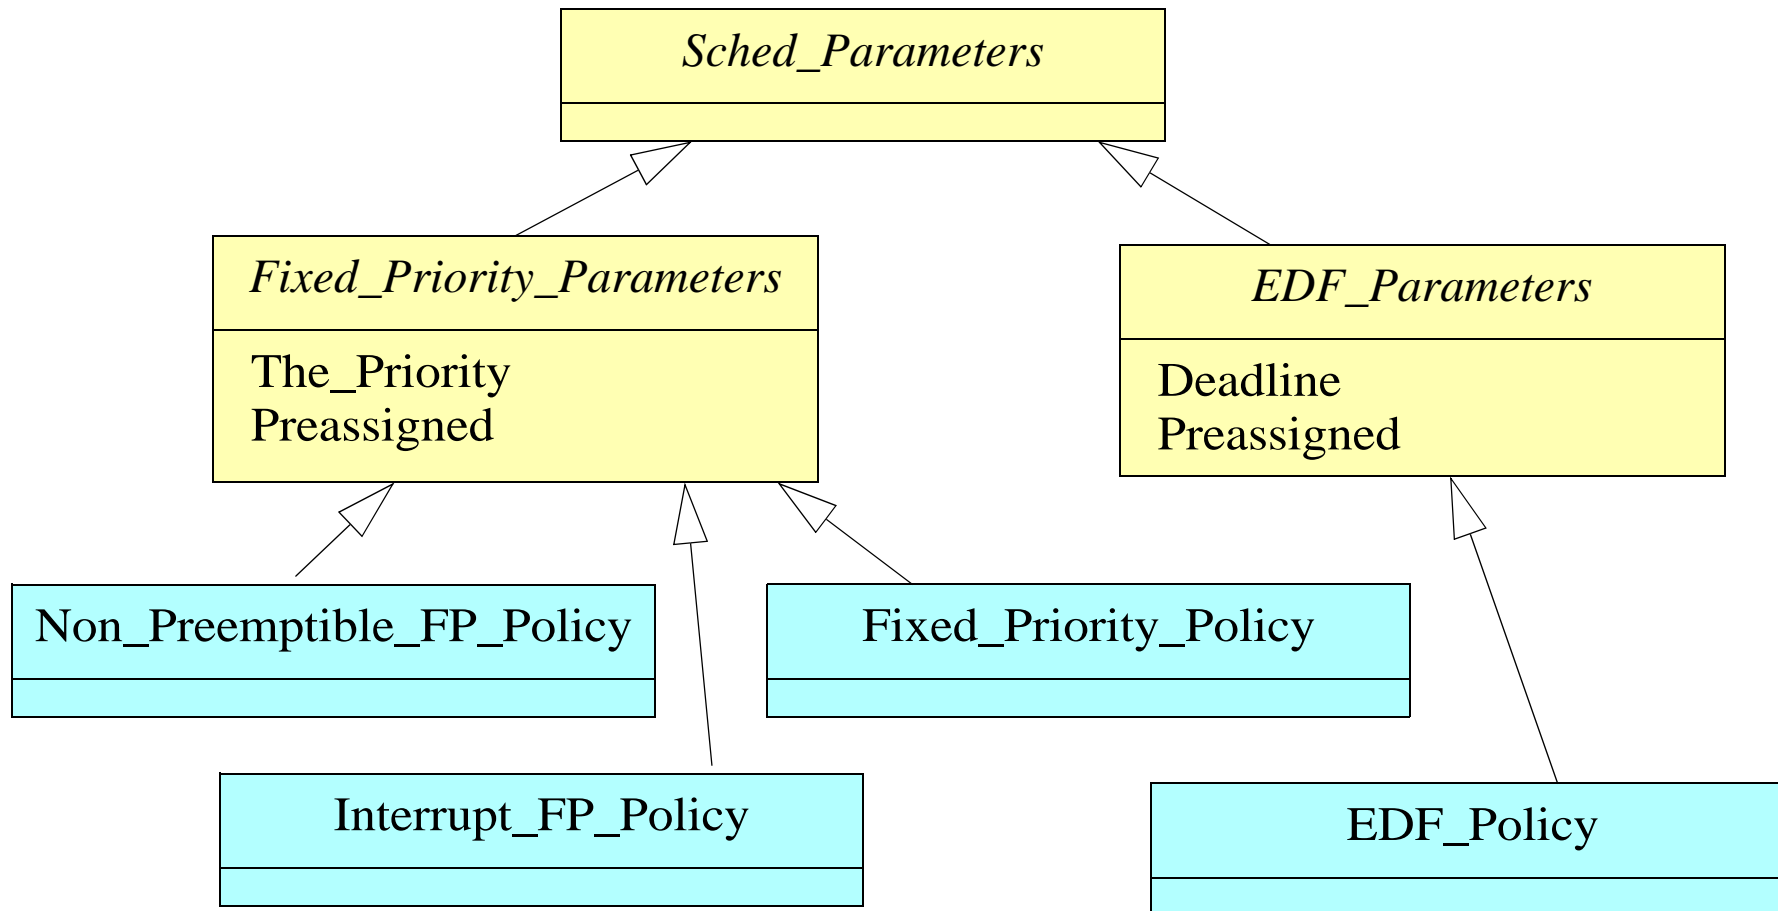 Sched_Parameters
Fixed_Priority_Parameters
The_Priority
Preassigned
EDF_Parameters
Deadline
Preassigned
Non_Preemptible_FP_Policy
Fixed_Priority_Policy
Interrupt_FP_Policy
EDF_Policy